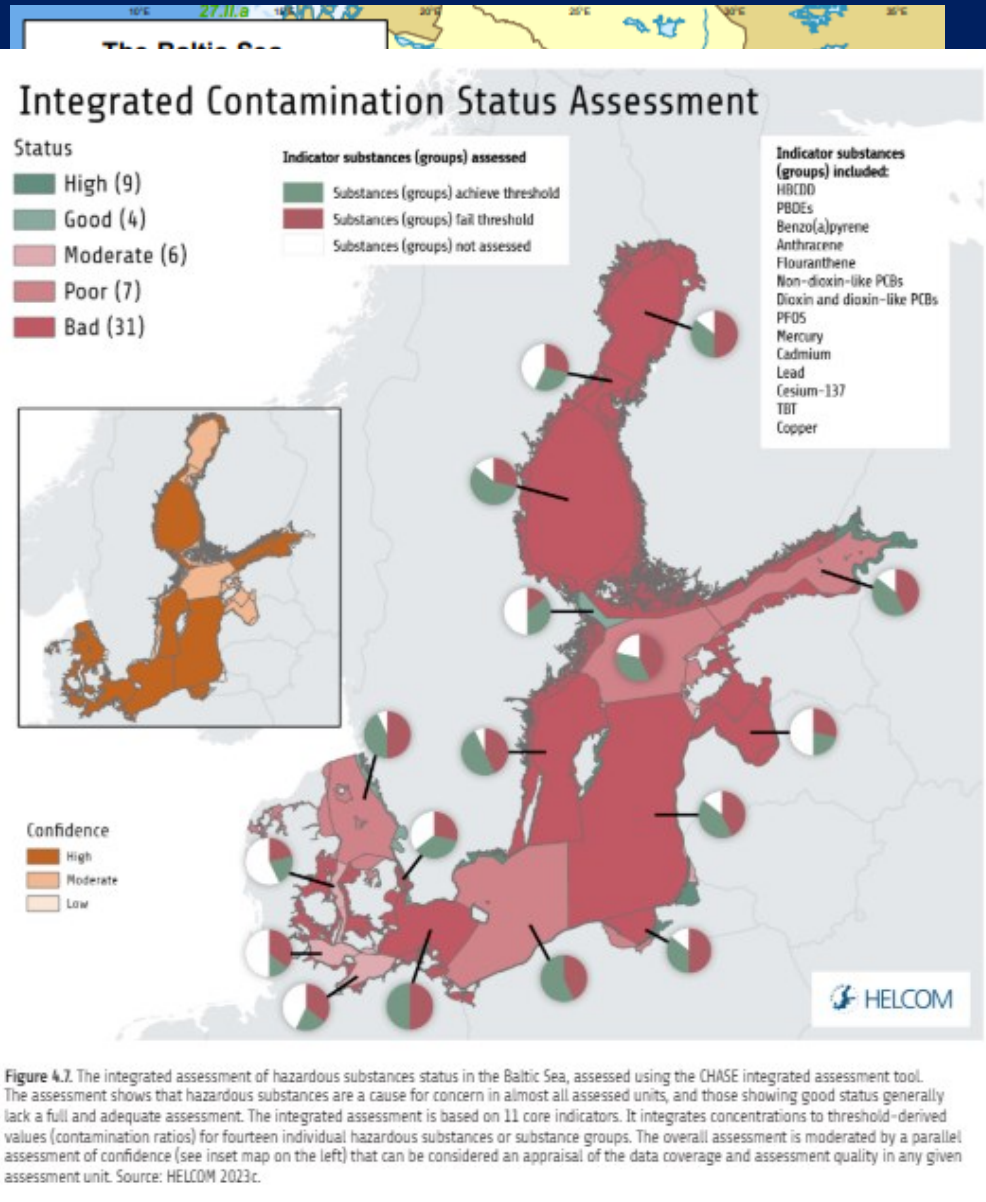 10°E
27.II.a
20°E
25°E
30°E
35°E
The Baltic Sea
Integrated Contamination Status Assessment
Status
High (9)
Good (4)
Moderate (6)
Poor (7)
Bad (31)
Indicator substances (groups) assessed
Substances (groups) achieve threshold
Substances (groups) fail threshold
Substances (groups) not assessed
Indicator substances
(groups) included:
HBCDD
PBDEs
Benzo(a)pyrene
Anthracene
Flouranthene
Non-dioxin-like PCBs
Dioxin and dioxin-like PCBs
PFOS
Mercury
Cadmium
Lead
Cesium-137
TBT
Copper
Confidence
High
Moderate
Low
HELCOM
Figure 4.7. The integrated assessment of hazardous substances status in the Baltic Sea, assessed using the CHASE integrated assessment tool.
The assessment shows that hazardous substances are a cause for concern in almost all assessed units, and those showing good status generally
lack a full and adequate assessment. The integrated assessment is based on 11 core indicators. It integrates concentrations to threshold-derived
values (contamination ratios) for fourteen individual hazardous substances or substance groups. The overall assessment is moderated by a parallel
assessment of confidence (see inset map on the left) that can be considered an appraisal of the data coverage and assessment quality in any given
assessment unit. Source: HELCOM 2023c.